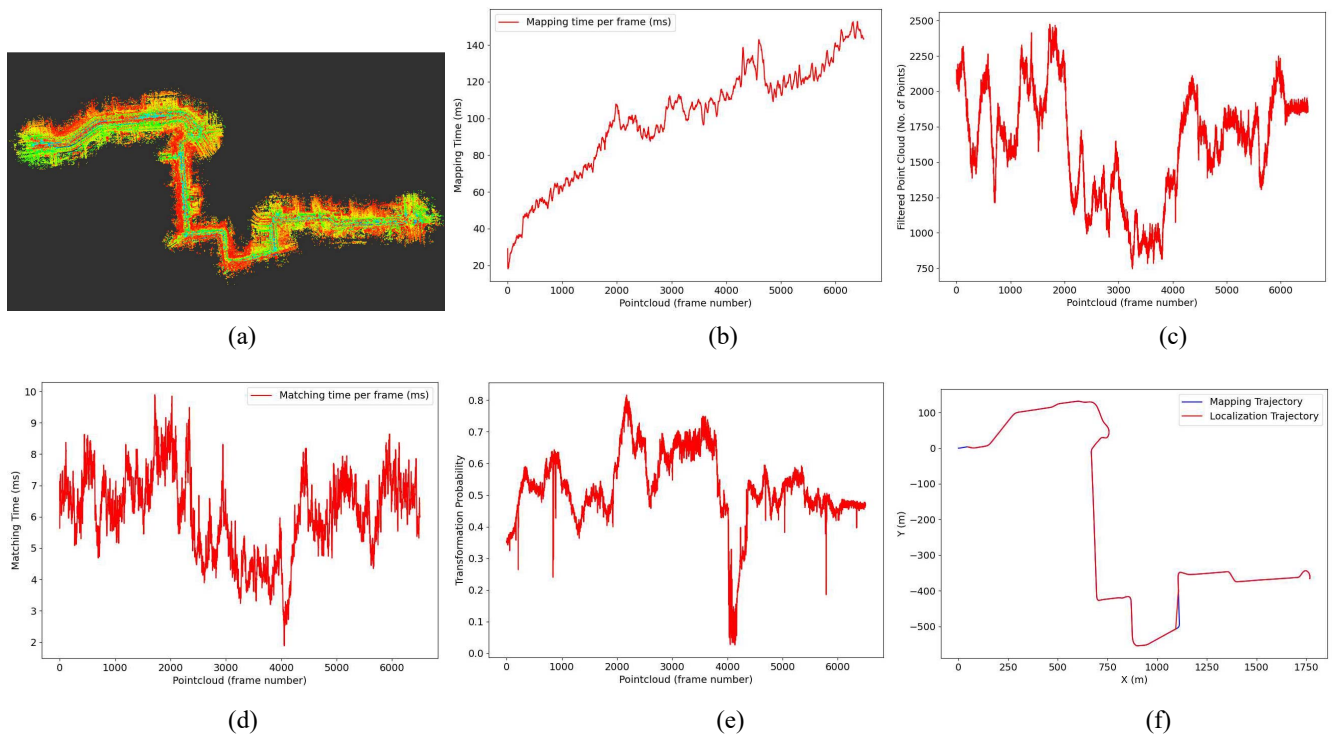 Mapping time per frame (ms)
Mapping Time (ms)
140
120
100
80
60
40
20
0 1000 2000 3000 4000 5000 6000
Pointcloud (frame number)
Filtered Point Cloud (No. of Points)
2500
2250
2000
1750
1500
1250
1000
750
0 1000 2000 3000 4000 5000 6000
Pointcloud (frame number)
(a)
(b)
(c)
Matching time per frame (ms)
Matching Time (ms)
10
9
8
7
6
5
4
3
2
0 1000 2000 3000 4000 5000 6000
Pointcloud (frame number)
Transformation Probability
0.8
0.7
0.6
0.5
0.4
0.3
0.2
0.1
0.0
0 1000 2000 3000 4000 5000 6000
Pointcloud (frame number)
Mapping Trajectory
Localization Trajectory
Y (m)
100
0
−100
−200
−300
−400
−500
0 250 500 750 1000 1250 1500 1750
X (m)
(d)
(e)
(f)